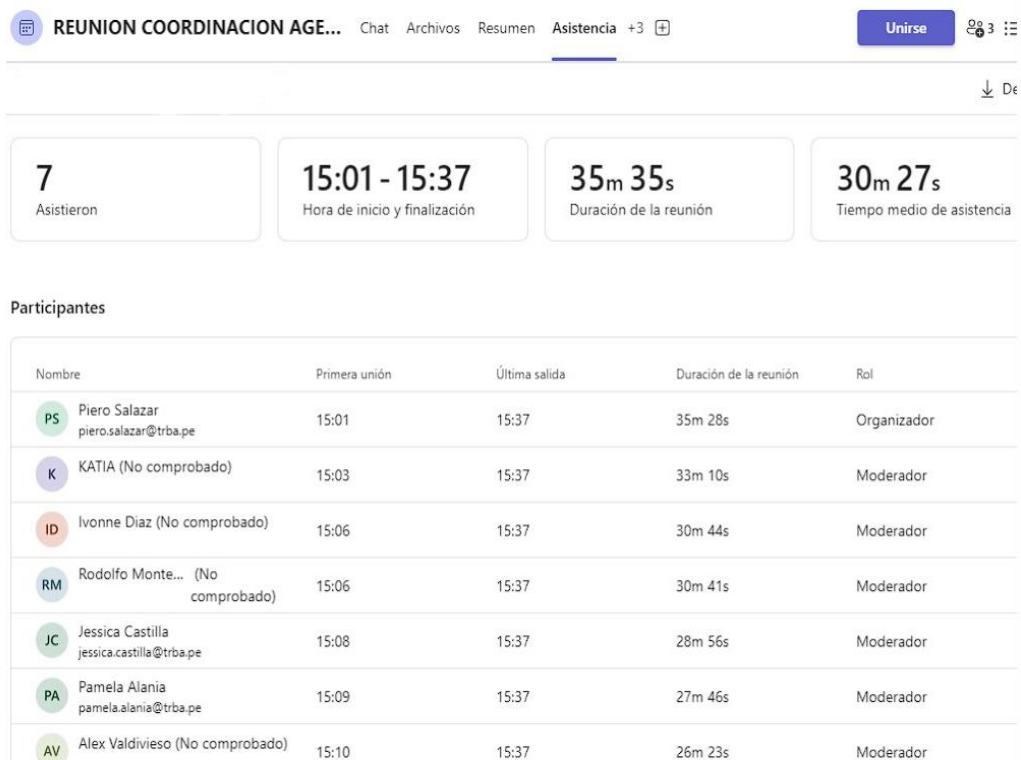 REUNION COORDINACION AGE... Chat Archivos Resumen Asistencia +3 Unirse 3
7
Asistieron
15:01 - 15:37
Hora de inicio y finalización
35m 35s
Duración de la reunión
30m 27s
Tiempo medio de asistencia
Participantes
Nombre Primera unión Última salida Duración de la reunión Rol
PS Piero Salazar 15:01 15:37 35m 28s Organizador
piero.salazar@trba.pe
K KATIA (No comprobado) 15:03 15:37 33m 10s Moderador
ID Ivonne Diaz (No comprobado) 15:06 15:37 30m 44s Moderador
RM Rodolfo Monte... (No 15:06 15:37 30m 41s Moderador
comprobado)
JC Jessica Castilla 15:08 15:37 28m 56s Moderador
jessica.castilla@trba.pe
PA Pamela Alania 15:09 15:37 27m 46s Moderador
pamela.alania@trba.pe
AV Alex Valdivieso (No comprobado) 15:10 15:37 26m 23s Moderador